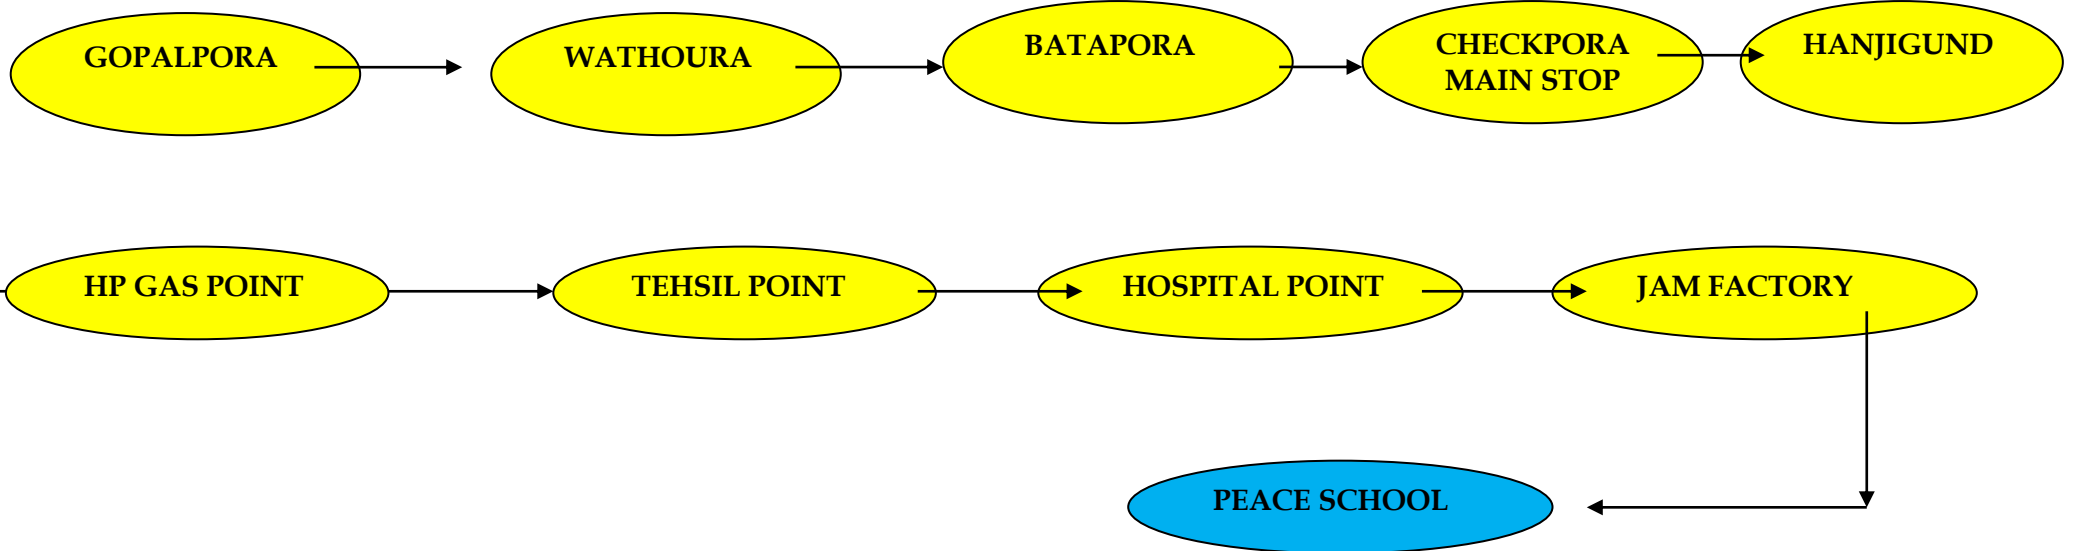 GOPALPORA
WATHOURA
BATAPORA
CHECKPORA
MAIN STOP
HANJIGUND
HP GAS POINT
TEHSIL POINT
HOSPITAL POINT
JAM FACTORY
PEACE SCHOOL